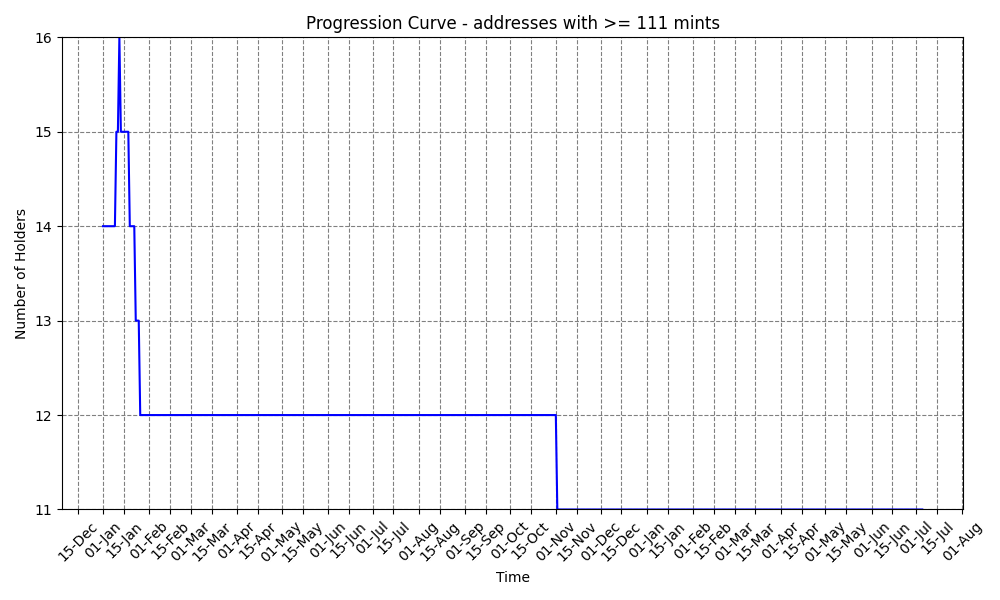 Progression Curve - addresses with >= 111 mints
Number of Holders
16
15
14
13
12
11
15-Dec
01-Jan
15-Jan
01-Feb
15-Feb
01-Mar
15-Mar
01-Apr
15-Apr
01-May
15-May
01-Jun
15-Jun
01-Jul
15-Jul
01-Aug
15-Aug
01-Sep
15-Sep
01-Oct
15-Oct
01-Nov
15-Nov
01-Dec
15-Dec
01-Jan
15-Jan
01-Feb
15-Feb
01-Mar
15-Mar
01-Apr
15-Apr
01-May
15-May
01-Jun
15-Jun
01-Jul
15-Jul
01-Aug
Time